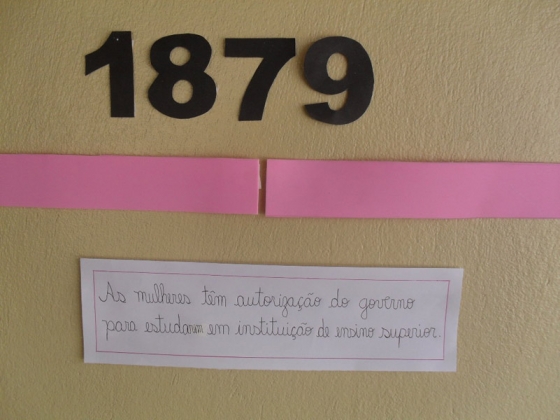 1879
As mulheres têm autorização do governo
para estudarem em instituição de ensino superior.